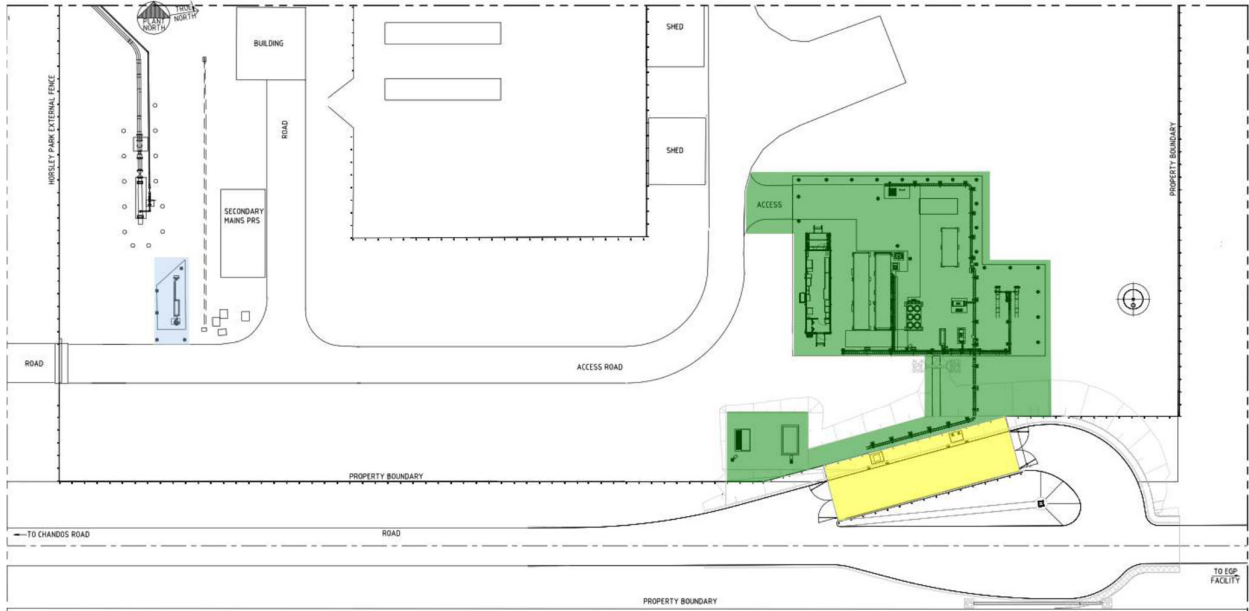 TRUE
NORTH
PLANT
NORTH
BUILDING
SHED
HORSLEY PARK EXTERNAL FENCE
ROAD
PROPERTY BOUNDARY
SHED
SECONDARY
MAINS PRS
ACCESS
ROAD
ACCESS ROAD
PROPERTY BOUNDARY
TO CHANDOS ROAD
ROAD
TO EGP
FACILITY
PROPERTY BOUNDARY